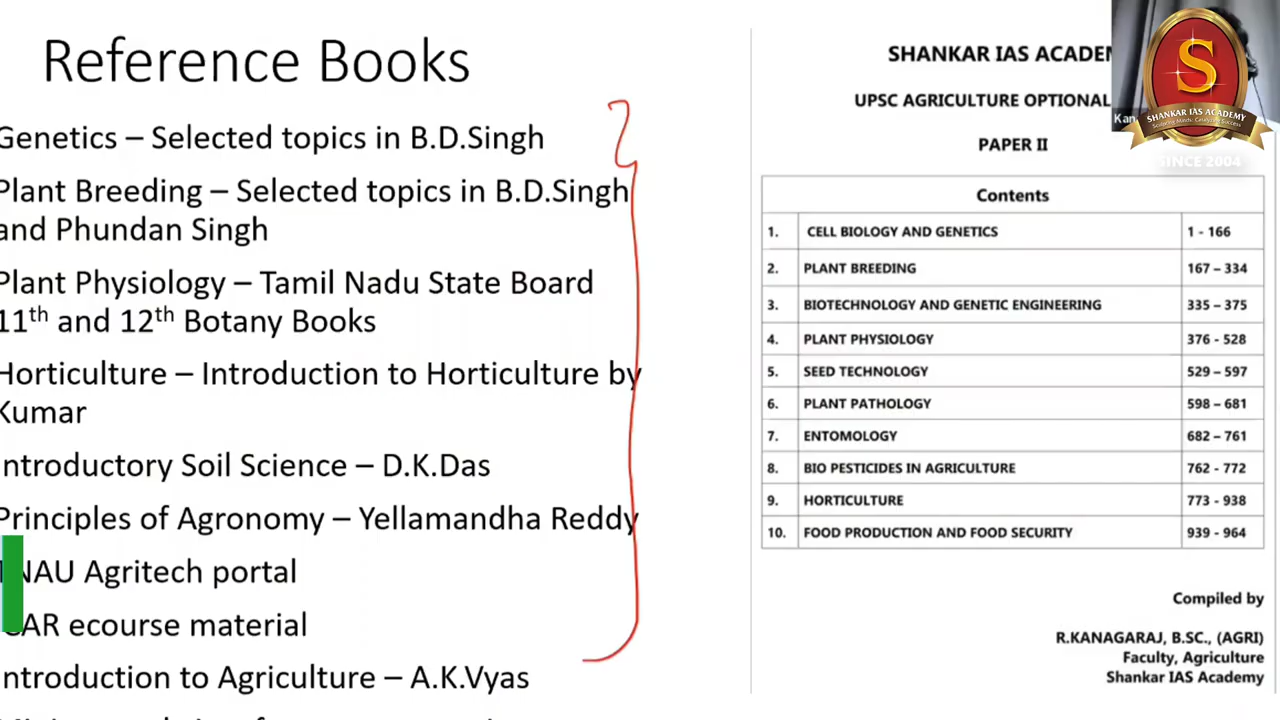 Reference Books
Genetics – Selected topics in B.D.Singh
Plant Breeding – Selected topics in B.D.Singh
and Phundan Singh
Plant Physiology – Tamil Nadu State Board
11th and 12th Botany Books
Horticulture – Introduction to Horticulture by
Kumar
Introductory Soil Science – D.K.Das
Principles of Agronomy – Yellamandha Reddy
NAU Agritech portal
CAR ecourse material
Introduction to Agriculture – A.K.Vyas
SHANKAR IAS ACADEM
UPSC AGRICULTURE OPTIONAL
PAPER II
Contents
1. CELL BIOLOGY AND GENETICS 1 - 166
2. PLANT BREEDING 167 – 334
3. BIOTECHNOLOGY AND GENETIC ENGINEERING 335 – 375
4. PLANT PHYSIOLOGY 376 - 528
5. SEED TECHNOLOGY 529 – 597
6. PLANT PATHOLOGY 598 - 681
7. ENTOMOLOGY 682 – 761
8. BIO PESTICIDES IN AGRICULTURE 762 - 772
9. HORTICULTURE 773 - 938
10. FOOD PRODUCTION AND FOOD SECURITY 939 - 964
Compiled by
R.KANAGARAJ, B.SC., (AGRI)
Faculty, Agriculture
Shankar IAS Academy
Kan
S
SHANKAR IAS ACADEMY
SINCE 2004